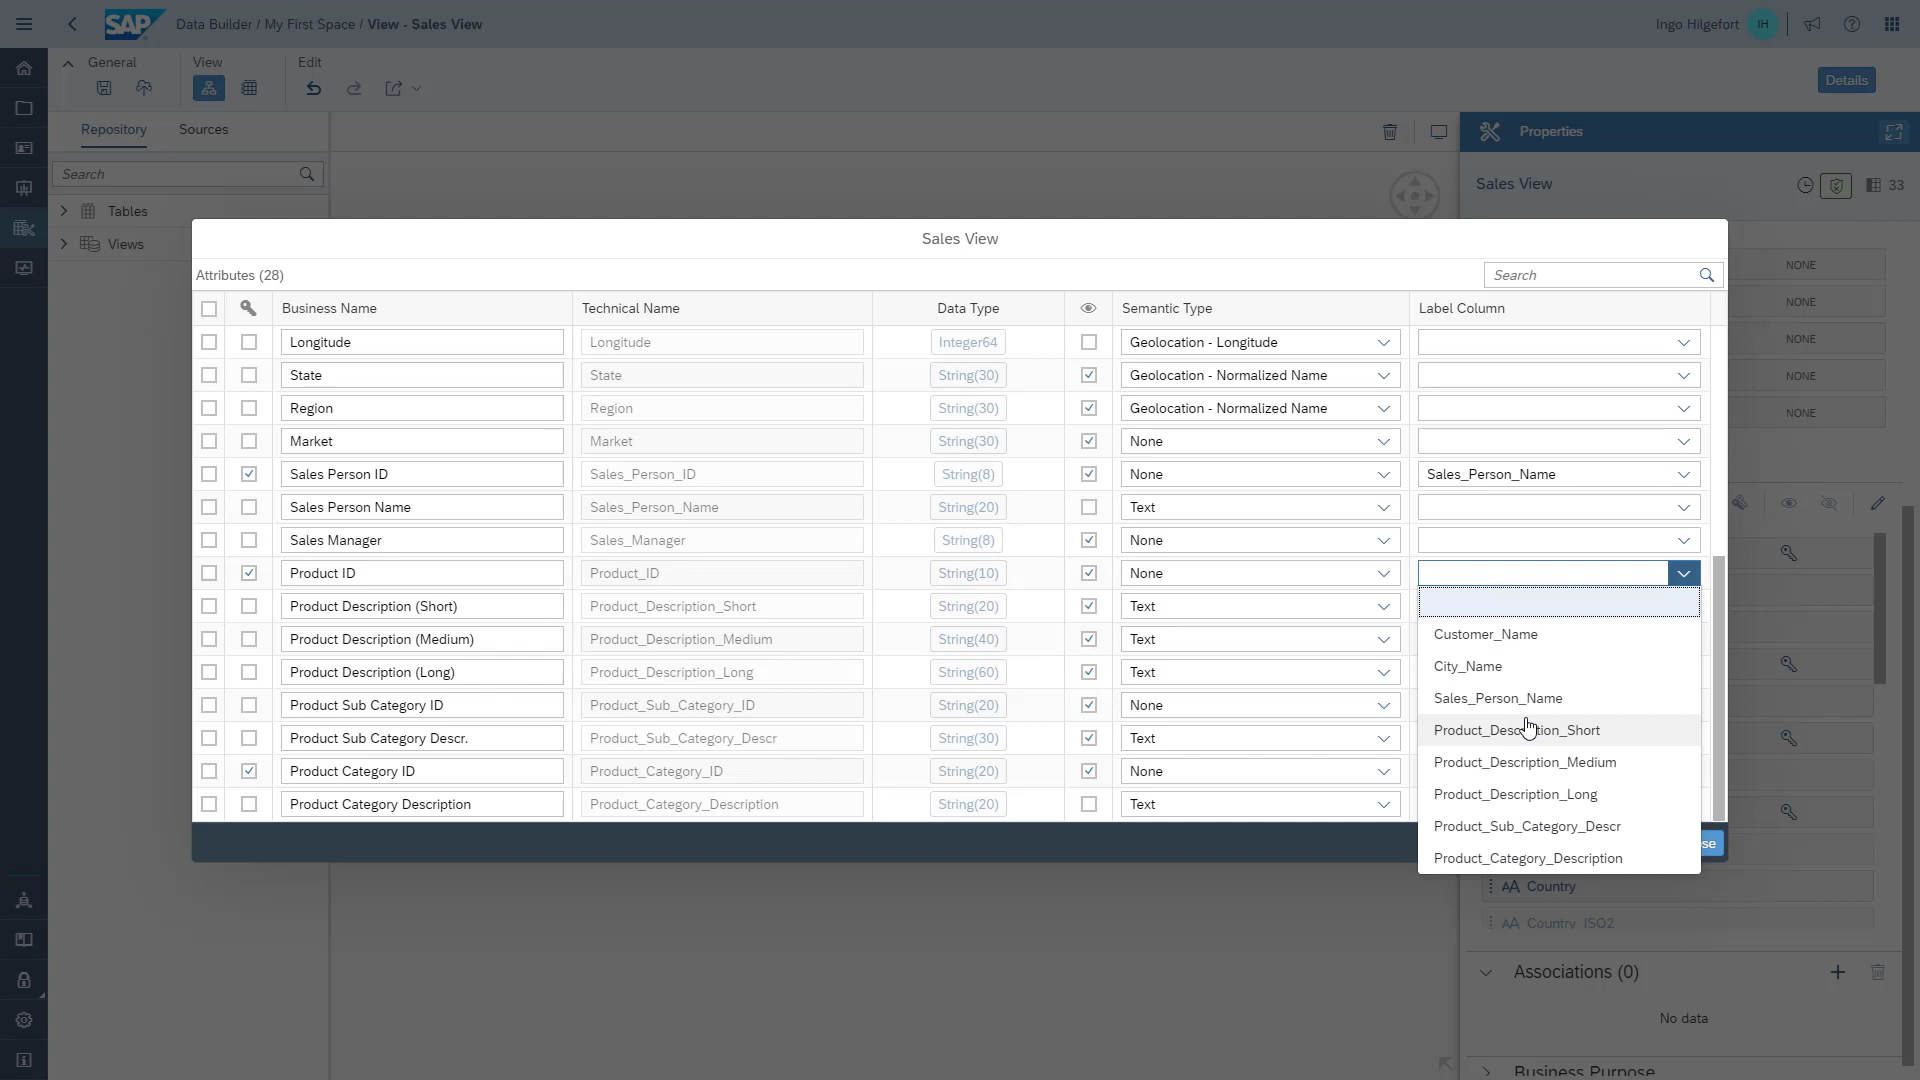 SAP
Data Builder / My First Space / View - Sales View
Ingo Hilgefort
IH
General
View
Edit
Details
Repository
Sources
Properties
Search
Sales View
33
Tables
Views
NONE
NONE
NONE
NONE
NONE
Sales View
Attributes (28)
Search
Business Name
Technical Name
Data Type
Semantic Type
Label Column
Longitude
Longitude
Integer64
Geolocation - Longitude
State
State
String(30)
Geolocation - Normalized Name
Region
Region
String(30)
Geolocation - Normalized Name
Market
Market
String(30)
None
Sales Person ID
Sales_Person_ID
String(8)
None
Sales_Person_Name
Sales Person Name
Sales_Person_Name
String(20)
Text
Sales Manager
Sales_Manager
String(8)
None
Product ID
Product_ID
String(10)
None
Product Description (Short)
Product_Description_Short
String(20)
Text
Product Description (Medium)
Product_Description_Medium
String(40)
Text
Product Description (Long)
Product_Description_Long
String(60)
Text
Product Sub Category ID
Product_Sub_Category_ID
String(20)
None
Product Sub Category Descr.
Product_Sub_Category_Descr
String(30)
Text
Product Category ID
Product_Category_ID
String(20)
None
Product Category Description
Product_Category_Description
String(20)
Text
Customer_Name
City_Name
Sales_Person_Name
Product_Description_Short
Product_Description_Medium
Product_Description_Long
Product_Sub_Category_Descr
Product_Category_Description
se
AA Country
AA Country ISO2
Associations (0)
No data
Business Purpose